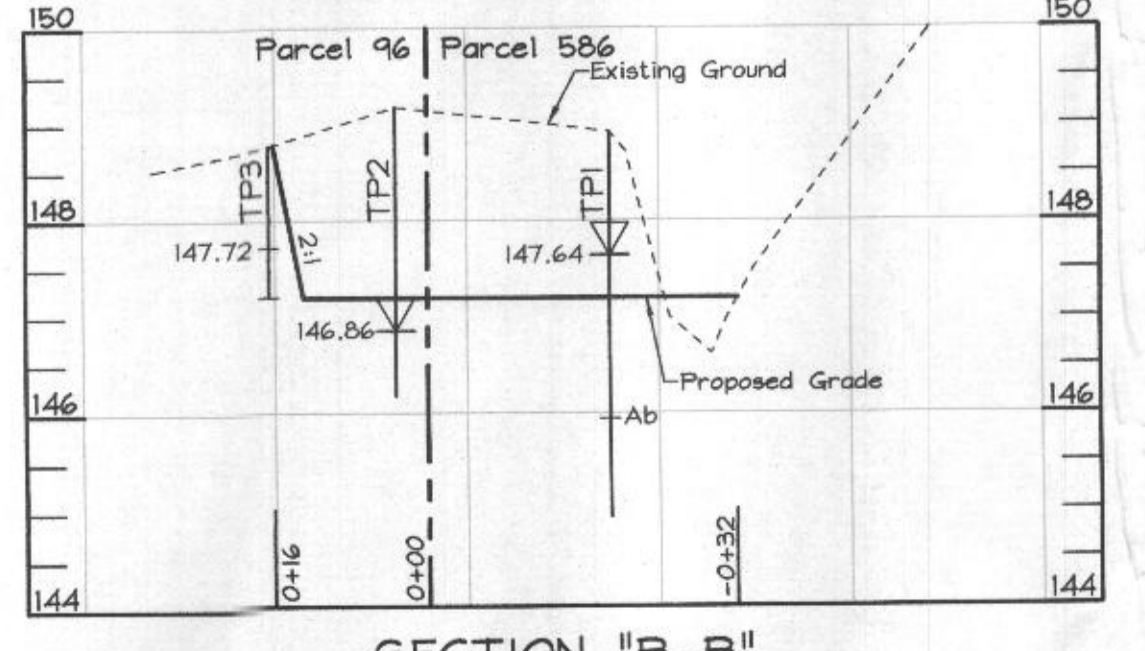 150
150
Parcel 96
Parcel 586
Existing Ground
TP3
TP2
TP1
148
148
147.72
2:1
147.64
146.86
Proposed Grade
146
Ab
146
0+16
0+00
-0+32
144
144
SECTION "B-B"